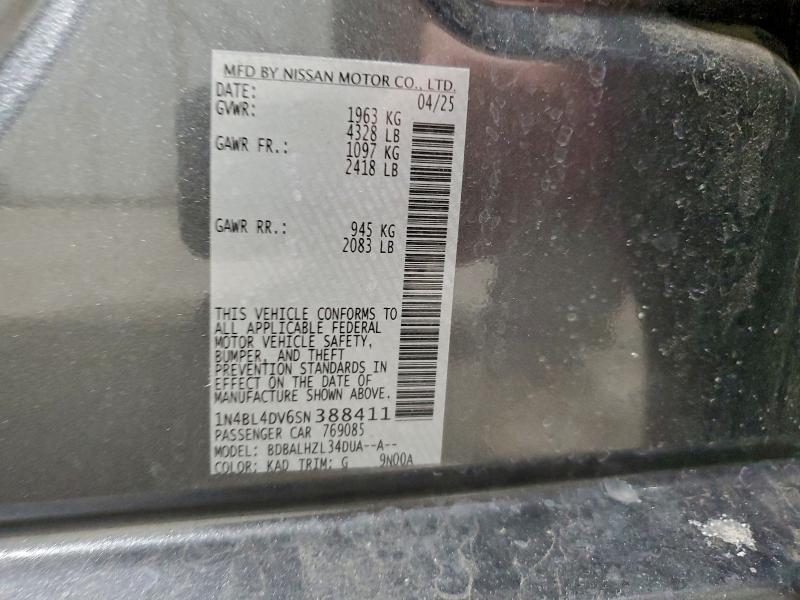 MFD BY NISSAN MOTOR CO., LTD.
DATE: 04/25
GVWR: 1963 KG
4328 LB
GAWR FR.: 1097 KG
2418 LB
GAWR RR.: 945 KG
2083 LB
THIS VEHICLE CONFORMS TO
ALL APPLICABLE FEDERAL
MOTOR VEHICLE SAFETY,
BUMPER, AND THEFT
PREVENTION STANDARDS IN
EFFECT ON THE DATE OF
MANUFACTURE SHOWN ABOVE.
1N4BL4DV6SN388411
PASSENGER CAR 769085
MODEL: BDBALHZL34DUA--A--
COLOR: KAD TRIM: G 9N00A